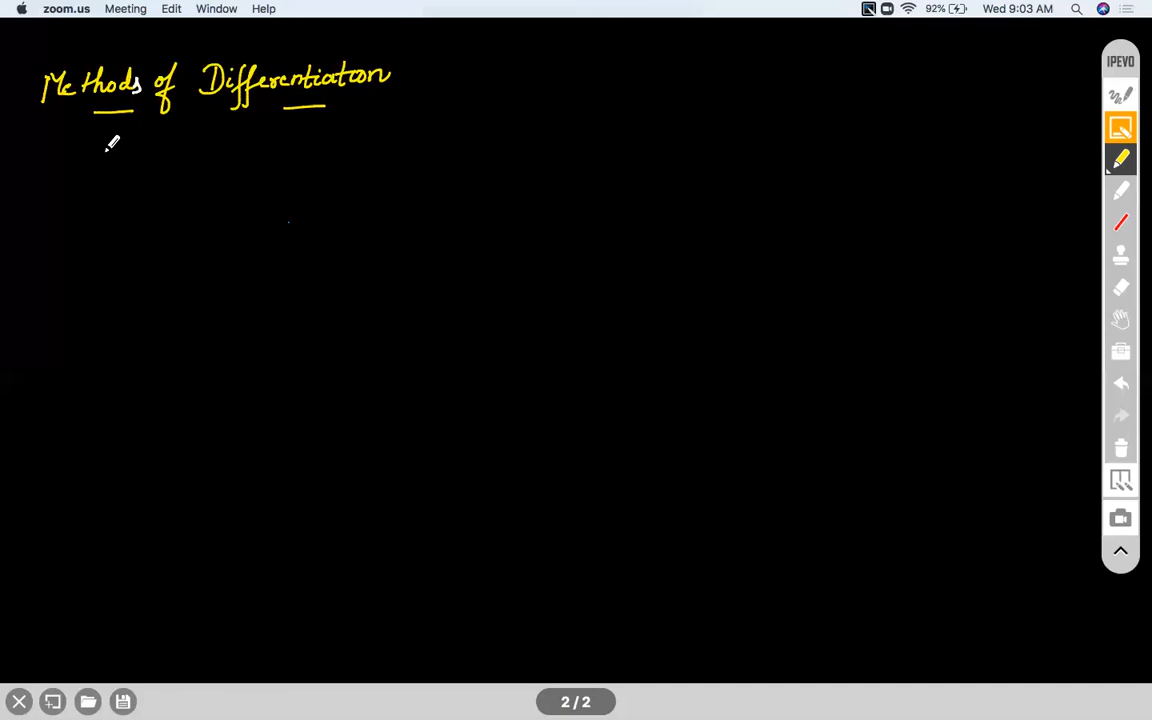 zoom.us Meeting Edit Window Help 92% Wed 9:03 AM
IPEVO
Methods of Differentiation
2 / 2